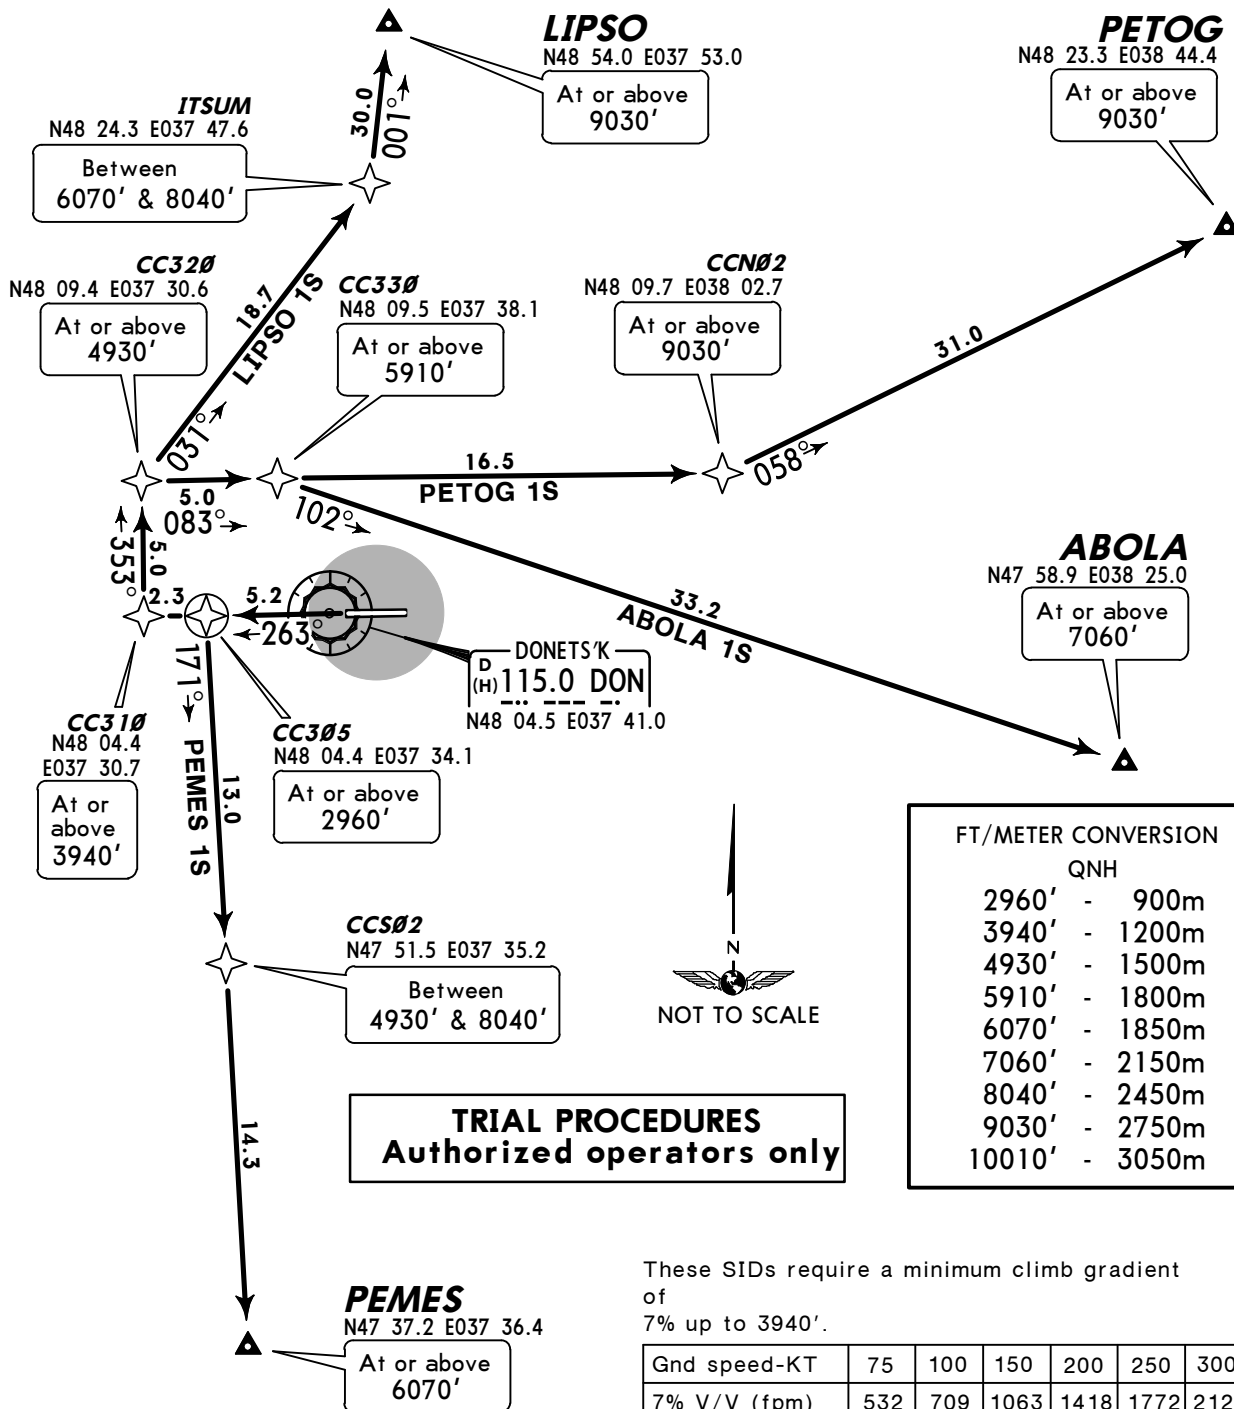 LIPSO
N48 54.0 E037 53.0
At or above
9030'
PETOG
N48 23.3 E038 44.4
At or above
9030'
ITSUM
N48 24.3 E037 47.6
Between
6070' & 8040'
30.0
001°
CC32Ø
N48 09.4 E037 30.6
At or above
4930'
18.7
LIPSO 1S
031°
CC33Ø
N48 09.5 E037 38.1
At or above
5910'
CCNØ2
N48 09.7 E038 02.7
At or above
9030'
31.0
058°
5.0
083°
16.5
PETOG 1S
102°
33.2
ABOLA 1S
ABOLA
N47 58.9 E038 25.0
At or above
7060'
353°
5.0
2.3
5.2
263°
DONETS'K
D
(H) 115.0 DON
N48 04.5 E037 41.0
CC31Ø
N48 04.4
E037 30.7
At or
above
3940'
171°
PEMES 1S
13.0
CC3Ø5
N48 04.4 E037 34.1
At or above
2960'
CCSØ2
N47 51.5 E037 35.2
Between
4930' & 8040'
14.3
N
NOT TO SCALE
FT/METER CONVERSION
QNH
2960' - 900m
3940' - 1200m
4930' - 1500m
5910' - 1800m
6070' - 1850m
7060' - 2150m
8040' - 2450m
9030' - 2750m
10010' - 3050m
TRIAL PROCEDURES
Authorized operators only
PEMES
N47 37.2 E037 36.4
At or above
6070'
These SIDs require a minimum climb gradient
of
7% up to 3940'.
Gnd speed-KT 75 100 150 200 250 300
7% V/V (fpm) 532 709 1063 1418 1772 212